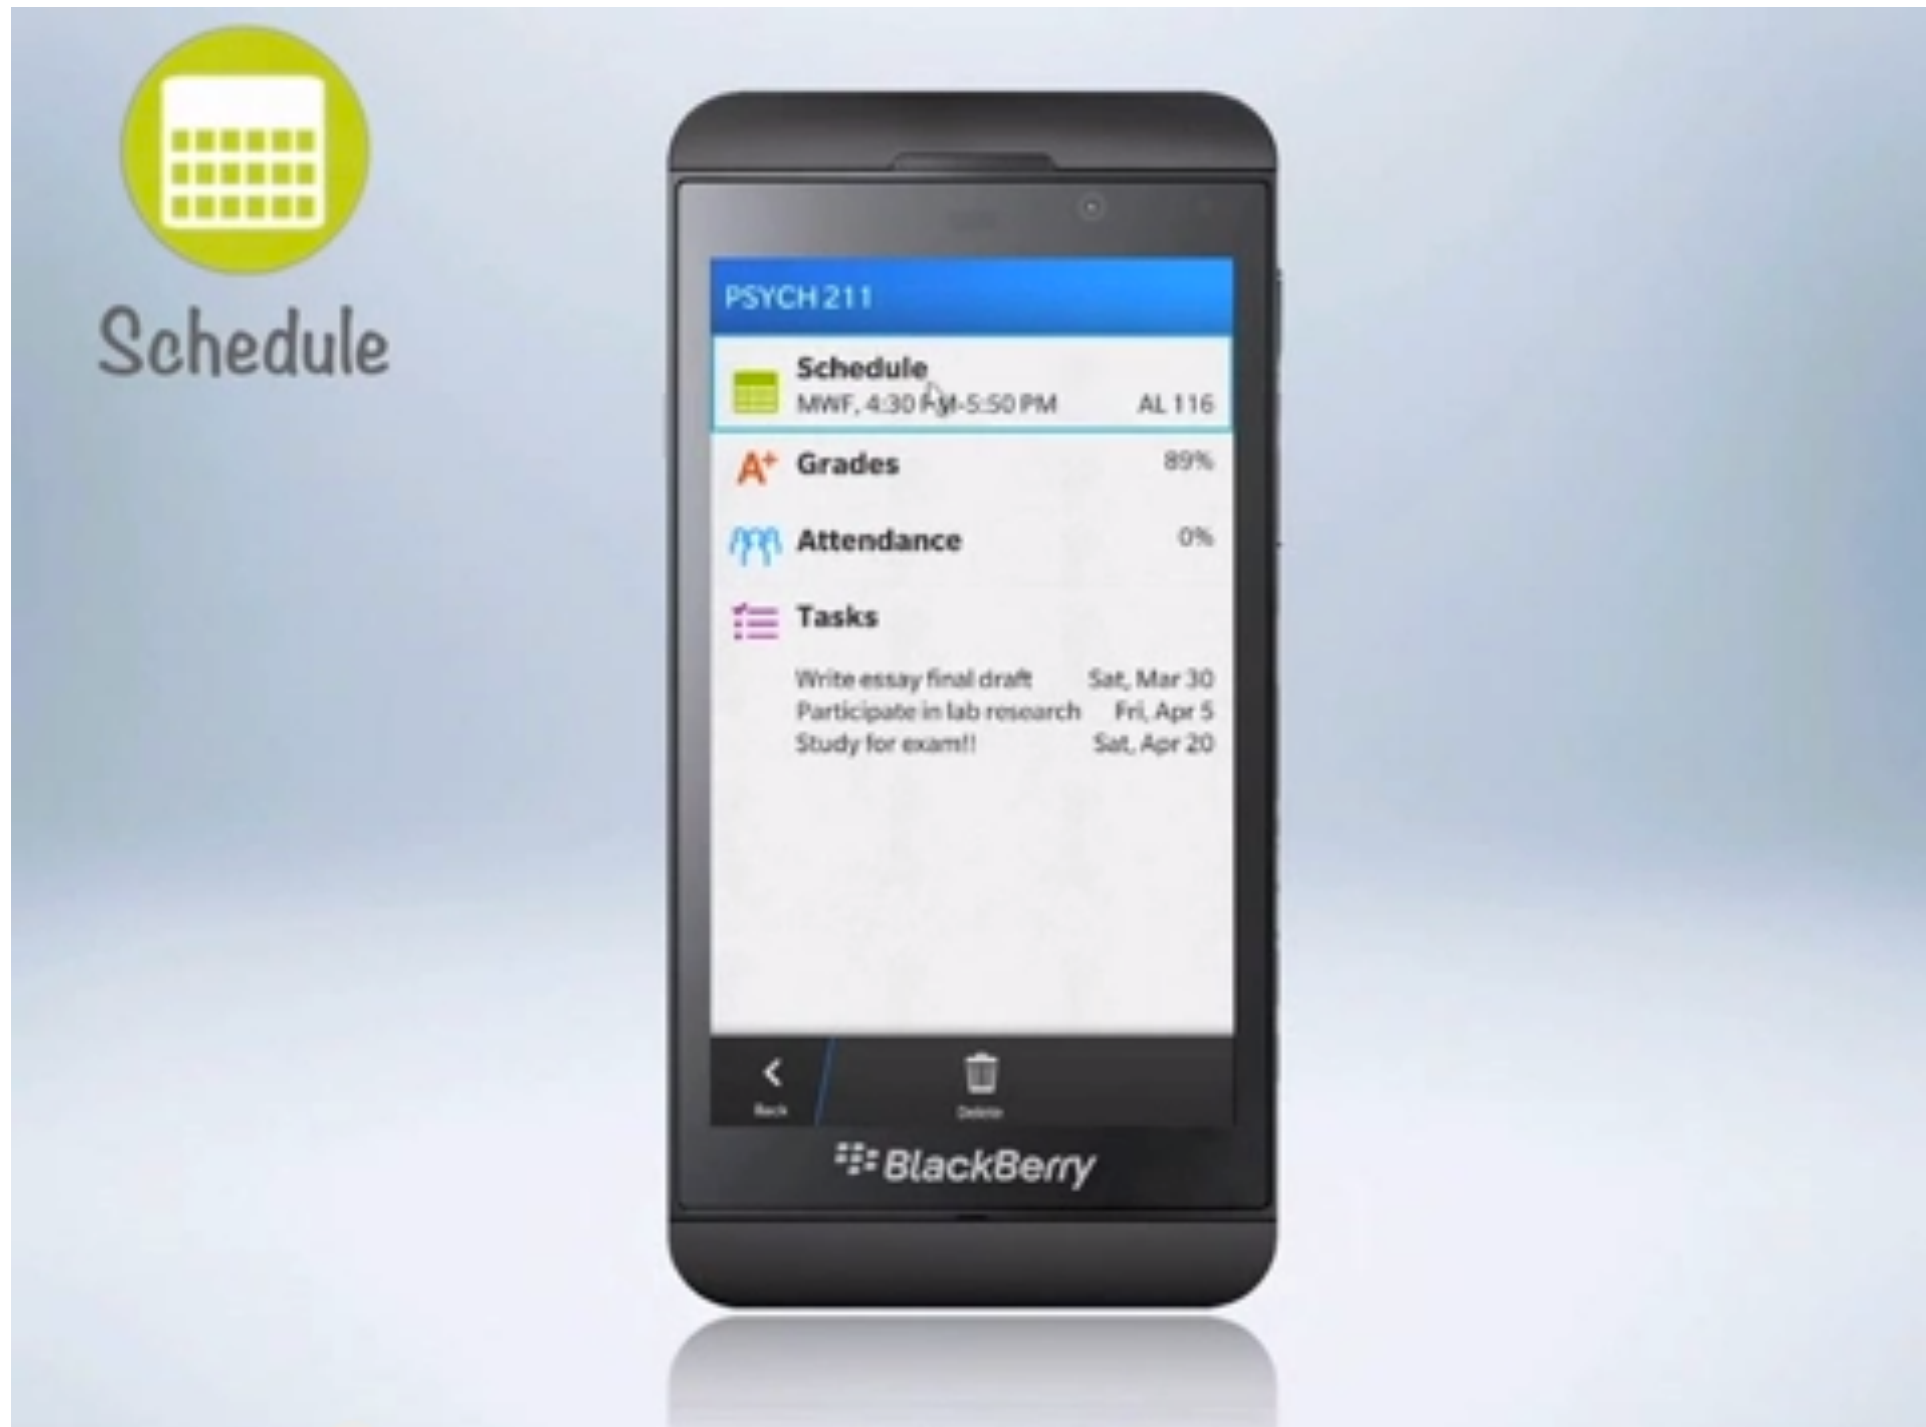 Schedule
PSYCH 211
Schedule
MWF, 4:30 PM-5:50 PM AL 116
A+ Grades 89%
Attendance 0%
Tasks
Write essay final draft Sat, Mar 30
Participate in lab research Fri, Apr 5
Study for exam!! Sat, Apr 20
Back Delete
BlackBerry